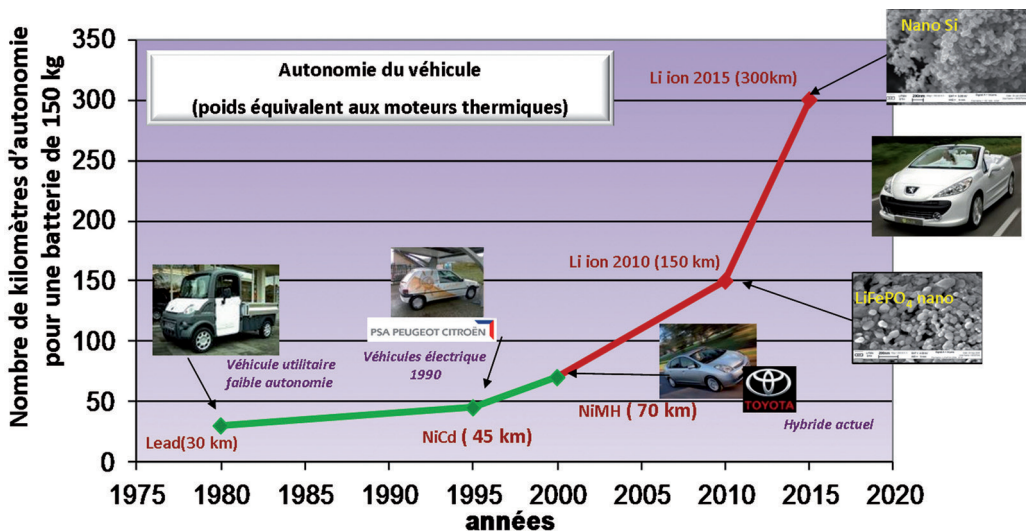 Nombre de kilomètres d'autonomie
pour une batterie de 150 kg
350
300
250
200
150
100
50
0
Autonomie du véhicule
(poids équivalent aux moteurs thermiques)
Nano Si
Li ion 2015 (300km)
Li ion 2010 (150 km)
LiFePO₄ nano
PSA PEUGEOT CITROËN
Véhicule utilitaire
faible autonomie
Véhicules électrique
1990
Lead(30 km)
NiCd ( 45 km)
NiMH ( 70 km)
TOYOTA
Hybride actuel
1975 1980 1985 1990 1995 2000 2005 2010 2015 2020
années